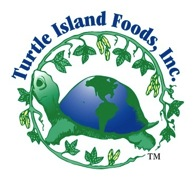 Turtle Island Foods, Inc.
TM